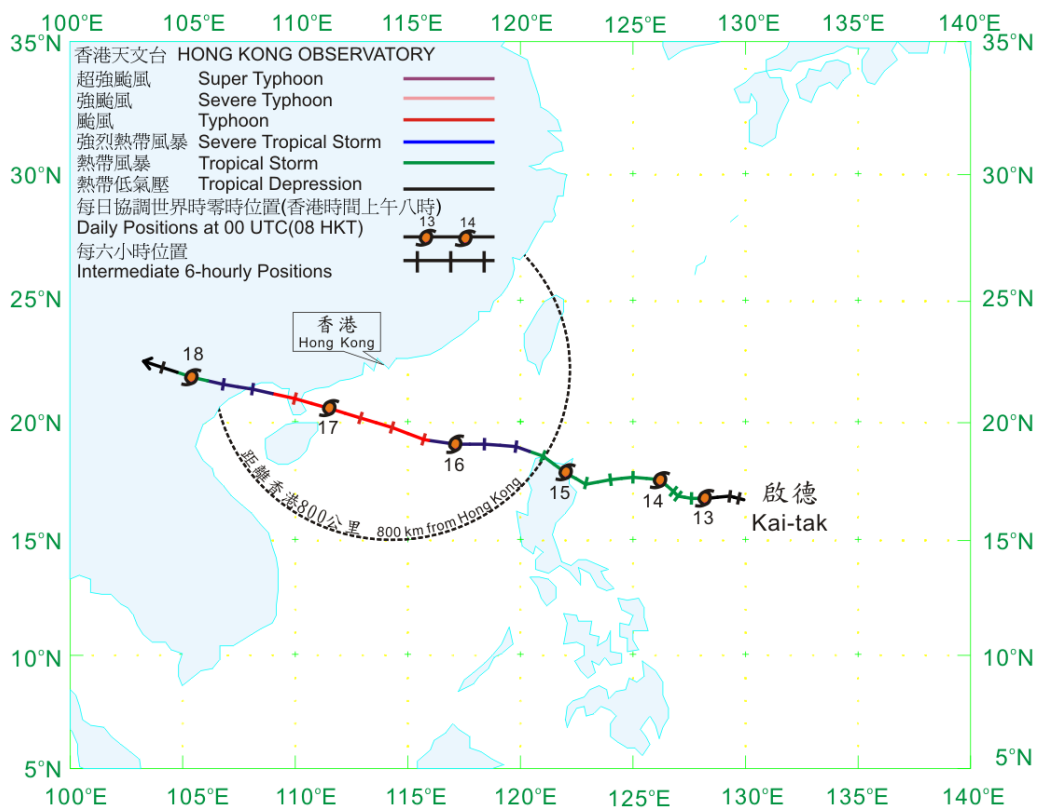 100°E 105°E 110°E 115°E 120°E 125°E 130°E 135°E 140°E
35°N 35°N
香港天文台 HONG KONG OBSERVATORY
超強颱風 Super Typhoon
強颱風 Severe Typhoon
颱風 Typhoon
強烈熱帶風暴 Severe Tropical Storm
熱帶風暴 Tropical Storm
30°N 30°N
熱帶低氣壓 Tropical Depression
每日協調世界時零時位置(香港時間上午八時)
Daily Positions at 00 UTC(08 HKT) 13 14
每六小時位置
Intermediate 6-hourly Positions
25°N 25°N
香港
Hong Kong
18
20°N 20°N
17
16
15
14
13
啟德
Kai-tak
距離香港800公里 800 km from Hong Kong
15°N 15°N
10°N 10°N
5°N 5°N
100°E 105°E 110°E 115°E 120°E 125°E 130°E 135°E 140°E